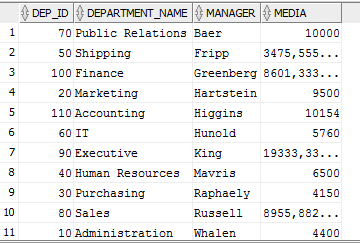 DEP_ID DEPARTMENT_NAME MANAGER MEDIA
1 70 Public Relations Baer 10000
2 50 Shipping Fripp 3475,555...
3 100 Finance Greenberg 8601,333...
4 20 Marketing Hartstein 9500
5 110 Accounting Higgins 10154
6 60 IT Hunold 5760
7 90 Executive King 19333,33...
8 40 Human Resources Mavris 6500
9 30 Purchasing Raphaely 4150
10 80 Sales Russell 8955,882...
11 10 Administration Whalen 4400